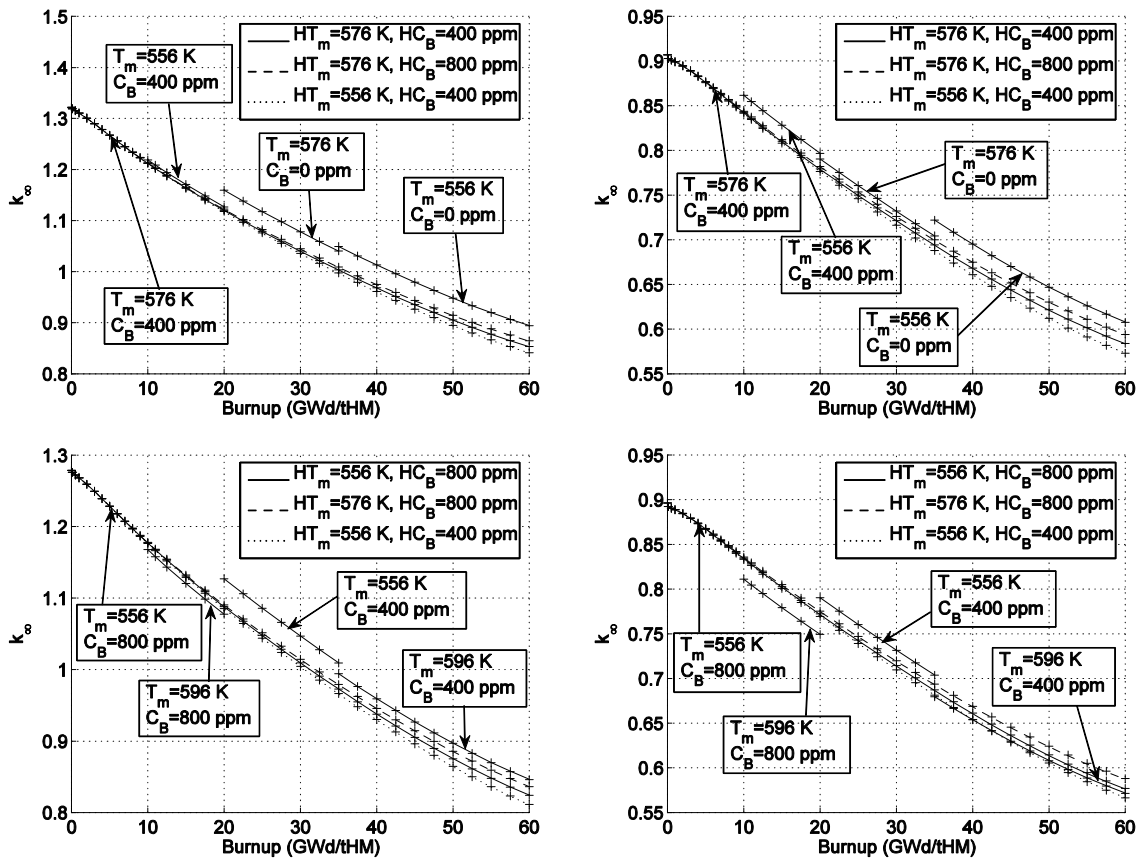 HTm=576 K, HCB=400 ppm
HTm=576 K, HCB=800 ppm
HTm=556 K, HCB=400 ppm
Tm=556 K
CB=400 ppm
Tm=576 K
CB=0 ppm
Tm=556 K
CB=0 ppm
Tm=576 K
CB=400 ppm
1.5
1.4
1.3
1.2
1.1
1
0.9
0.8
k∞
0 10 20 30 40 50 60
Burnup (GWd/tHM)
HTm=576 K, HCB=400 ppm
HTm=576 K, HCB=800 ppm
HTm=556 K, HCB=400 ppm
Tm=576 K
CB=0 ppm
Tm=576 K
CB=400 ppm
Tm=556 K
CB=400 ppm
Tm=556 K
CB=0 ppm
0.95
0.9
0.85
0.8
0.75
0.7
0.65
0.6
0.55
k∞
0 10 20 30 40 50 60
Burnup (GWd/tHM)
HTm=556 K, HCB=800 ppm
HTm=576 K, HCB=800 ppm
HTm=556 K, HCB=400 ppm
Tm=556 K
CB=400 ppm
Tm=556 K
CB=800 ppm
Tm=596 K
CB=400 ppm
Tm=596 K
CB=800 ppm
1.3
1.2
1.1
1
0.9
0.8
k∞
0 10 20 30 40 50 60
Burnup (GWd/tHM)
HTm=556 K, HCB=800 ppm
HTm=576 K, HCB=800 ppm
HTm=556 K, HCB=400 ppm
Tm=556 K
CB=400 ppm
Tm=556 K
CB=800 ppm
Tm=596 K
CB=400 ppm
Tm=596 K
CB=800 ppm
0.95
0.9
0.85
0.8
0.75
0.7
0.65
0.6
0.55
k∞
0 10 20 30 40 50 60
Burnup (GWd/tHM)